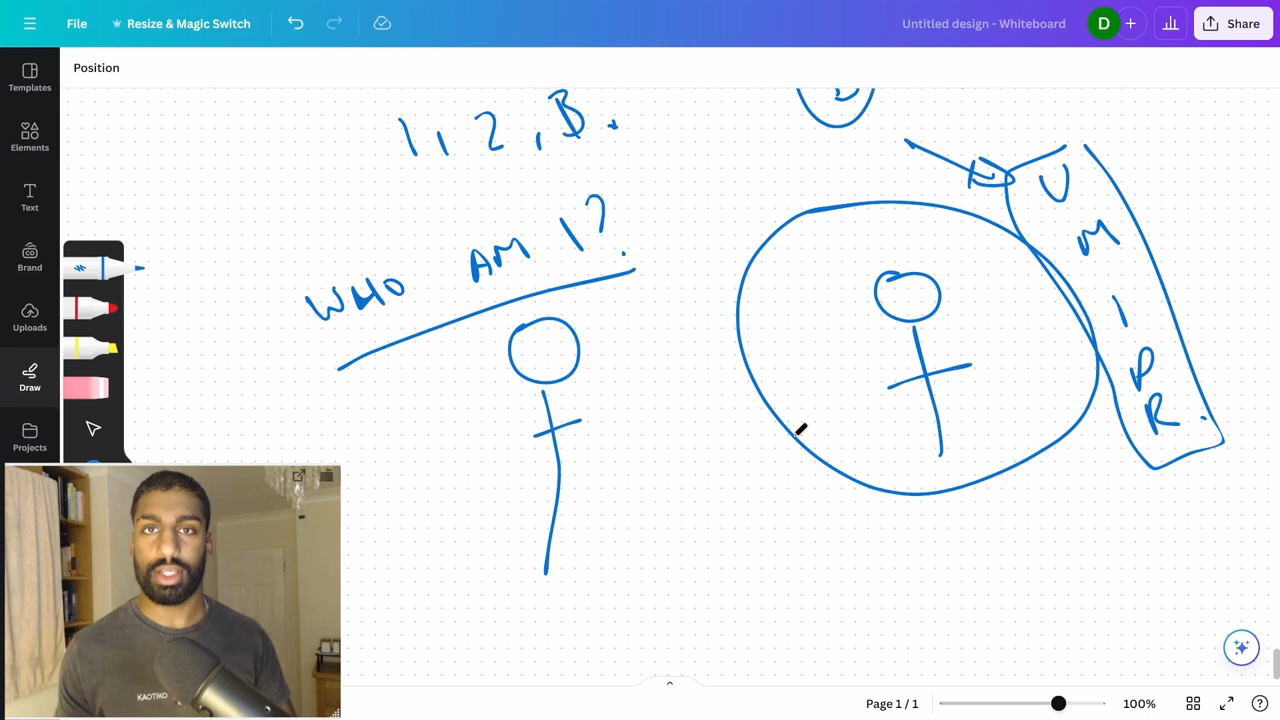 File
Resize & Magic Switch
Untitled design - Whiteboard
D
Share
Position
Templates
Elements
Text
Brand
Uploads
Draw
Projects
1, 2, 3.
WHO AM I?
U
M
I
P
R.
KAOTIKO
Page 1 / 1
100%